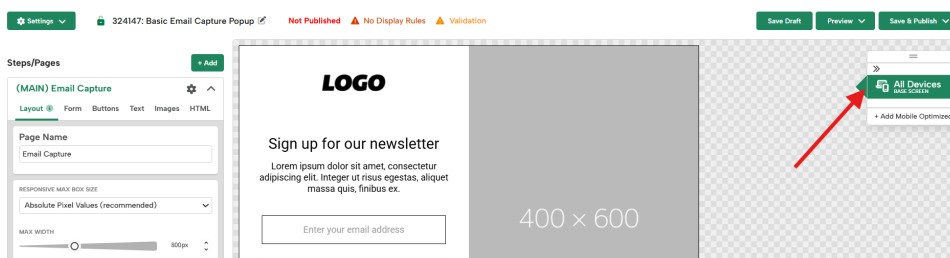 Settings
324147: Basic Email Capture Popup
Not Published
No Display Rules
Validation
Save Draft
Preview
Save & Publish
Steps/Pages
+ Add
(MAIN) Email Capture
Layout
Form
Buttons
Text
Images
HTML
Page Name
Email Capture
RESPONSIVE MAX BOX SIZE
Absolute Pixel Values (recommended)
MAX WIDTH
800px
LOGO
Sign up for our newsletter
Lorem ipsum dolor sit amet, consectetur
adipiscing elit. Integer ut risus egestas, aliquet
massa quis, finibus ex.
Enter your email address
400 × 600
All Devices
BASE SCREEN
+ Add Mobile Optimized